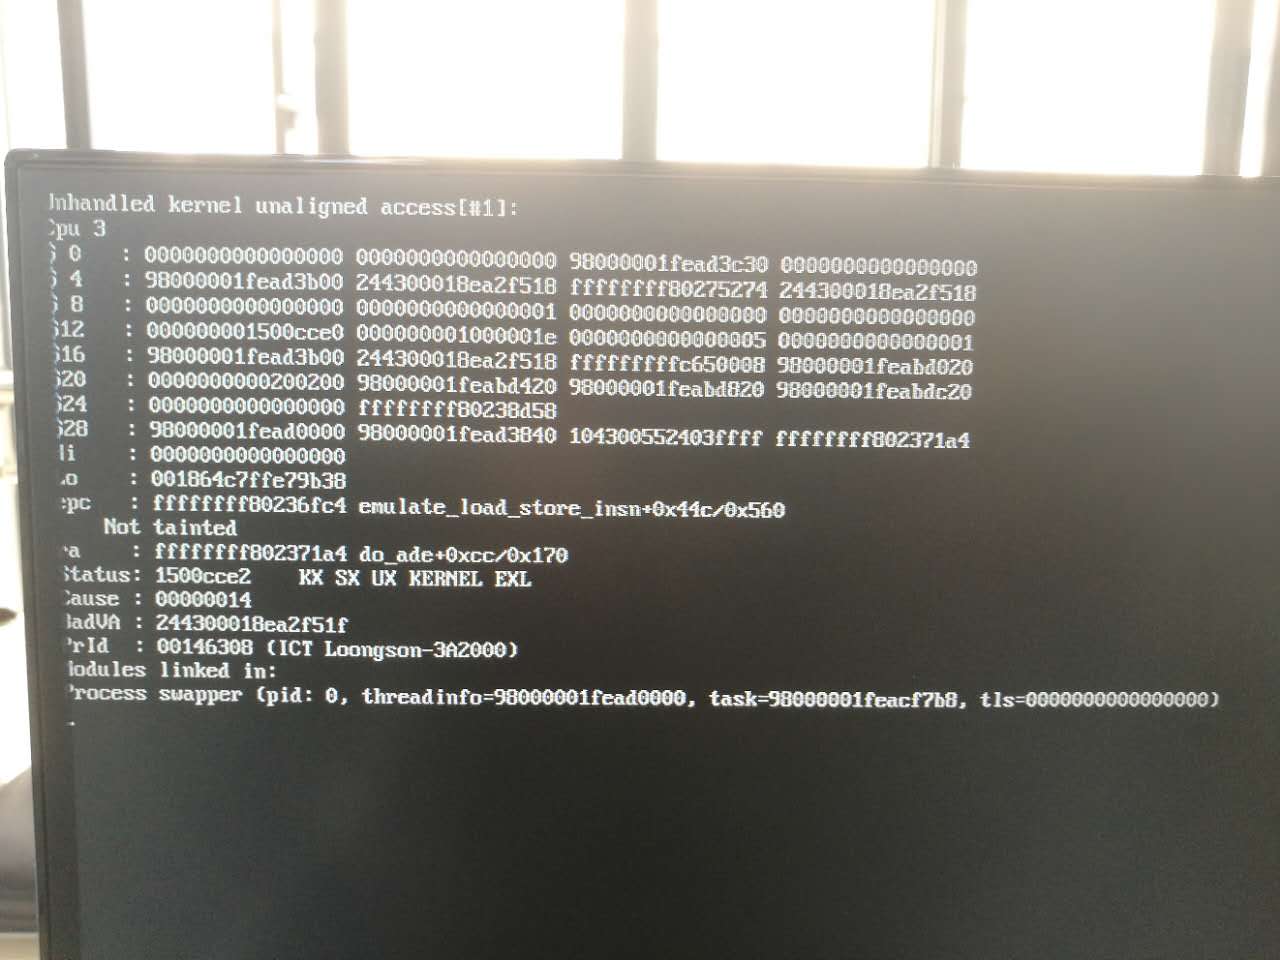 Unhandled kernel unaligned access[#1]:
Cpu 3
$ 0 : 0000000000000000 0000000000000000 98000001fead3c30 0000000000000000
$ 4 : 98000001fead3b00 244300018ea2f518 ffffffff80275274 244300018ea2f518
$ 8 : 0000000000000000 0000000000000001 0000000000000000 0000000000000000
$12 : 000000001500cce0 000000001000001e 0000000000000005 0000000000000001
$16 : 98000001fead3b00 244300018ea2f518 fffffffffc650008 98000001feabd020
$20 : 0000000000200200 98000001feabd420 98000001feabd820 98000001feabdc20
$24 : 0000000000000000 ffffffff80238d58
$28 : 98000001fead0000 98000001fead3840 104300552403ffff ffffffff802371a4
Hi : 0000000000000000
Lo : 001864c7ffe79b38
epc : ffffffff80236fc4 emulate_load_store_insn+0x44c/0x560
Not tainted
ra : ffffffff802371a4 do_ade+0xcc/0x170
Status: 1500cce2 KX SX UX KERNEL EXL
Cause : 00000014
BadVA : 244300018ea2f51f
PrId : 00146308 (ICT Loongson-3A2000)
Modules linked in:
Process swapper (pid: 0, threadinfo=98000001fead0000, task=98000001feacf7b8, tls=0000000000000000)